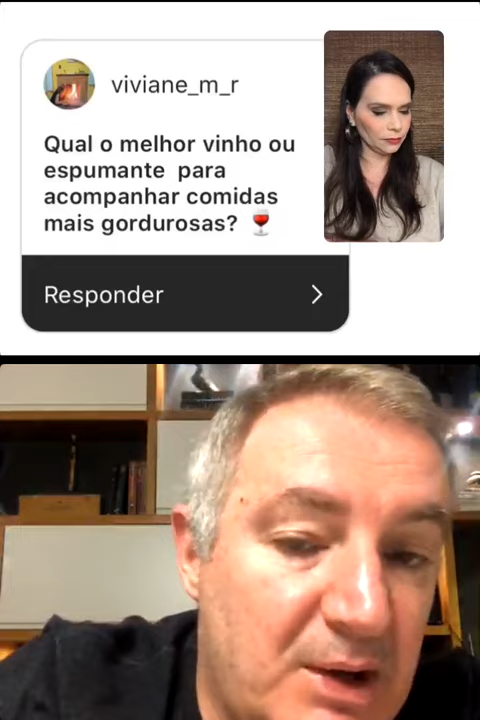 viviane_m_r
Qual o melhor vinho ou
espumante para
acompanhar comidas
mais gordurosas? 🍷
Responder